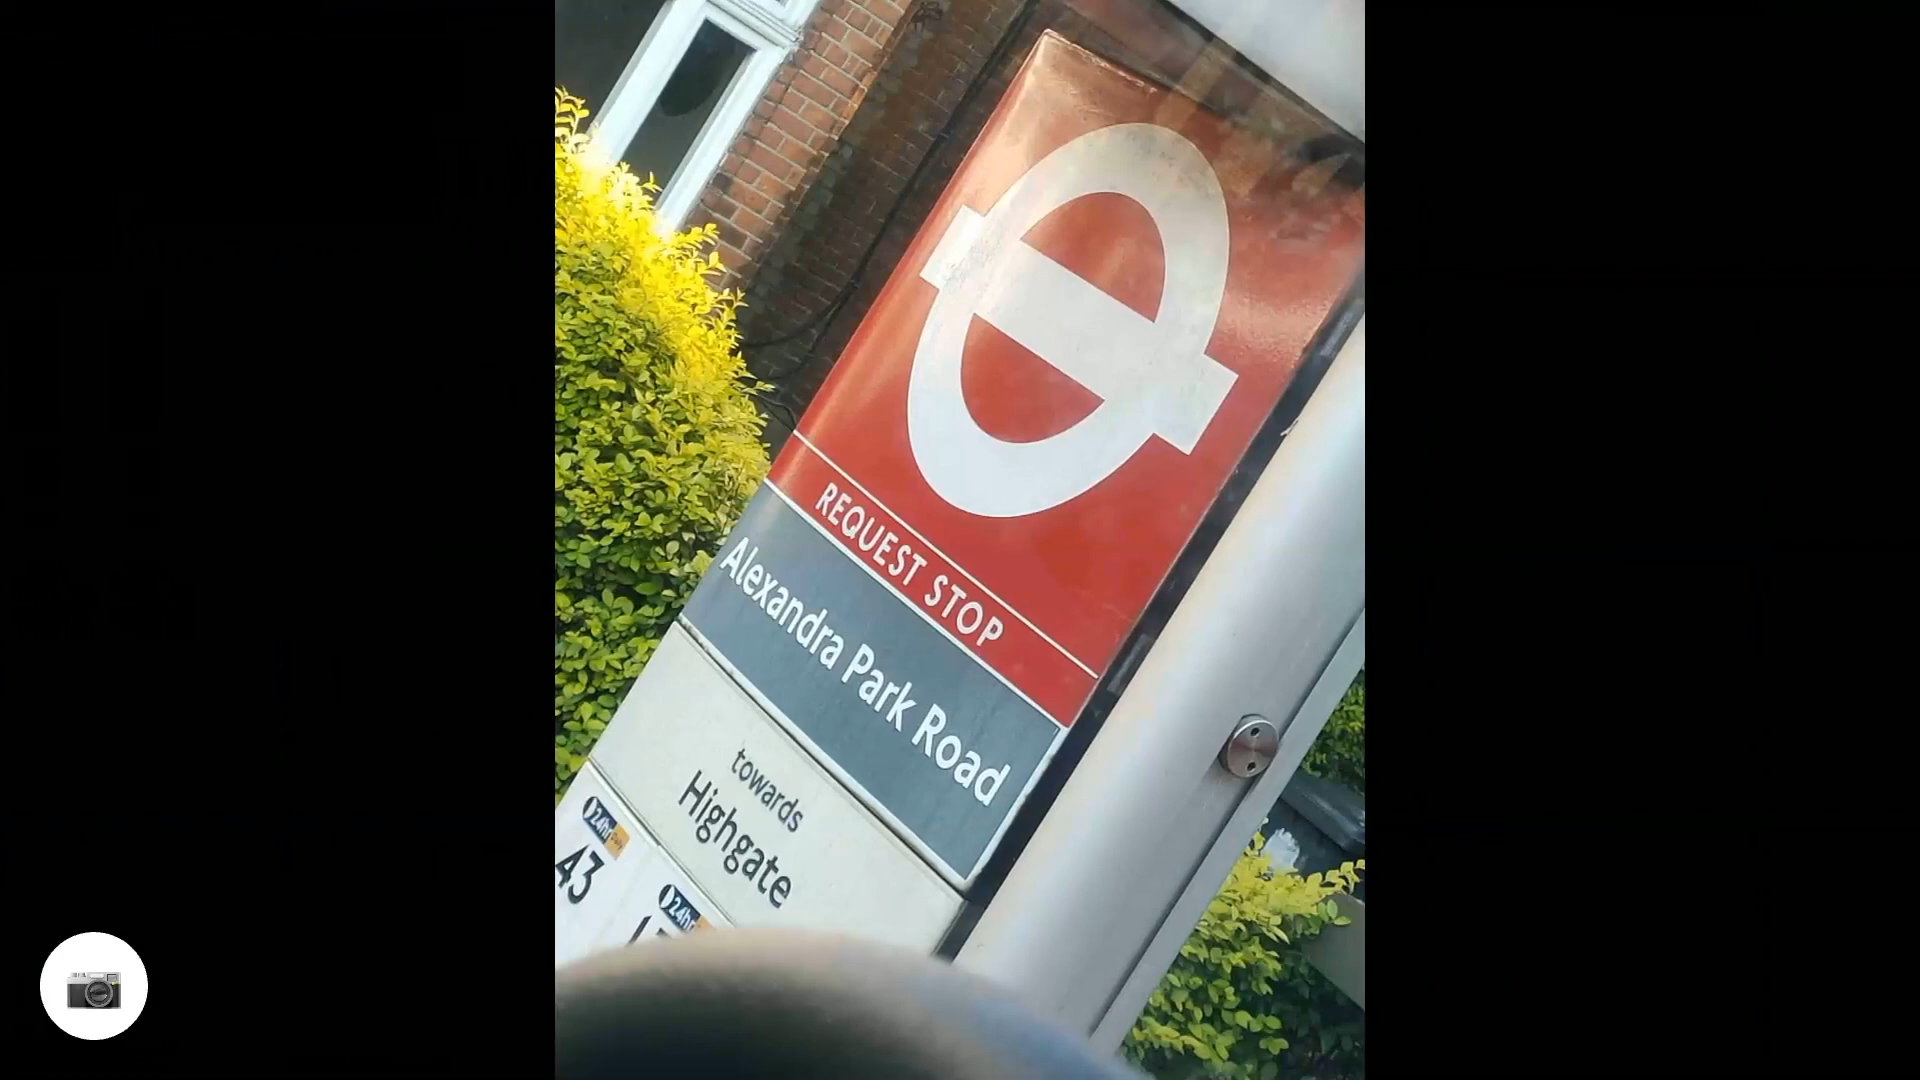 REQUEST STOP
Alexandra Park Road
towards
Highgate
24hr
43
24hr